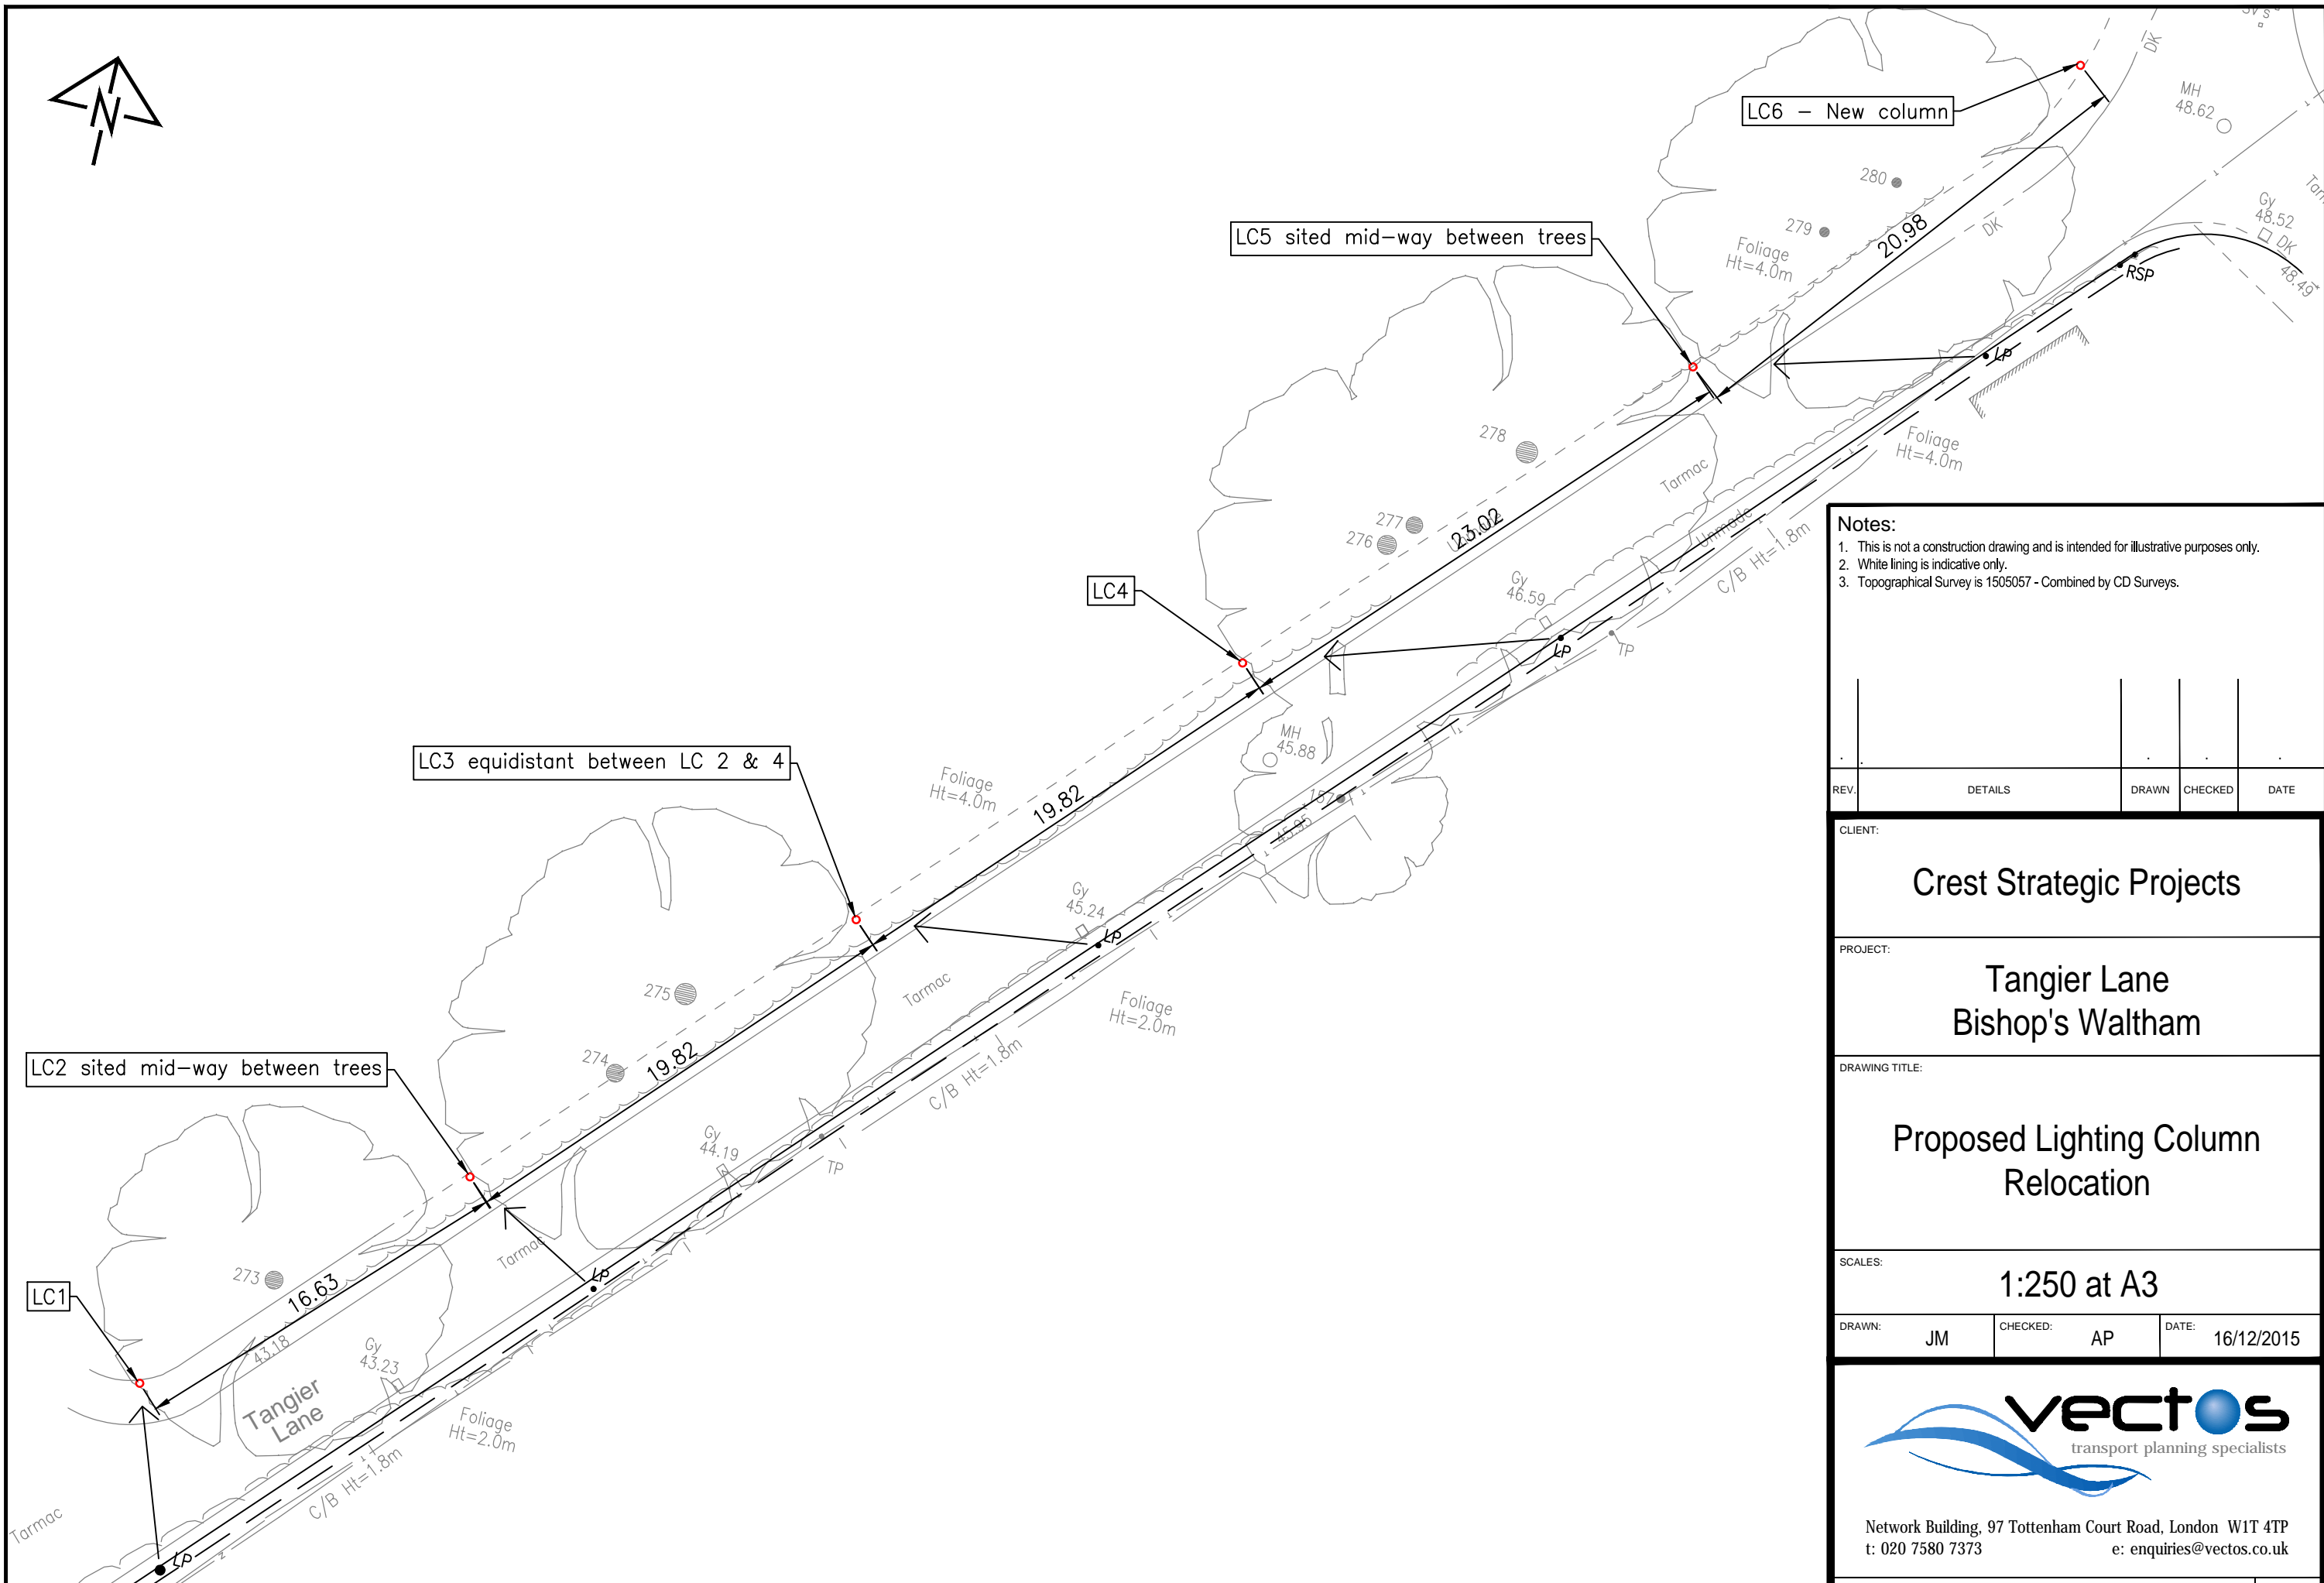 N
DK
MH
48.62
LC6 – New column
280
Gy
48.52
DK
48.49
LC5 sited mid-way between trees
279
Foliage
Ht=4.0m
20.98
DK
RSP
LP
278
Foliage
Ht=4.0m
Tarmac
277
276
23.02
Unmade
C/B Ht=1.8m
Gy
46.59
LC4
LP
TP
MH
45.88
LC3 equidistant between LC 2 & 4
Foliage
Ht=4.0m
19.82
157
45.95
Gy
45.24
LP
275
Tarmac
Foliage
Ht=2.0m
274
19.82
C/B Ht=1.8m
LC2 sited mid-way between trees
Gy
44.19
TP
Tarmac
273
16.63
LP
LC1
43.18
Gy
43.23
Tangier
Lane
Foliage
Ht=2.0m
C/B Ht=1.8m
Tarmac
LP
Notes:
1. This is not a construction drawing and is intended for illustrative purposes only.
2. White lining is indicative only.
3. Topographical Survey is 1505057 - Combined by CD Surveys.
REV. DETAILS DRAWN CHECKED DATE
CLIENT:
Crest Strategic Projects
PROJECT:
Tangier Lane
Bishop's Waltham
DRAWING TITLE:
Proposed Lighting Column
Relocation
SCALES:
1:250 at A3
DRAWN: JM CHECKED: AP DATE: 16/12/2015
vectos
transport planning specialists
Network Building, 97 Tottenham Court Road, London W1T 4TP
t: 020 7580 7373 e: enquiries@vectos.co.uk